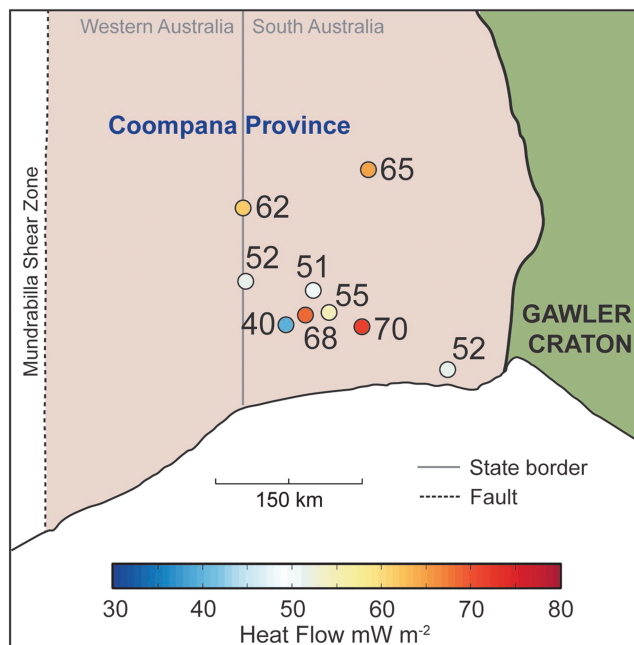 Western Australia
South Australia
Coompana Province
65
62
52
51
55
40
68
70
52
Mundrabilla Shear Zone
GAWLER
CRATON
State border
Fault
150 km
30 40 50 60 70 80
Heat Flow mW m⁻²